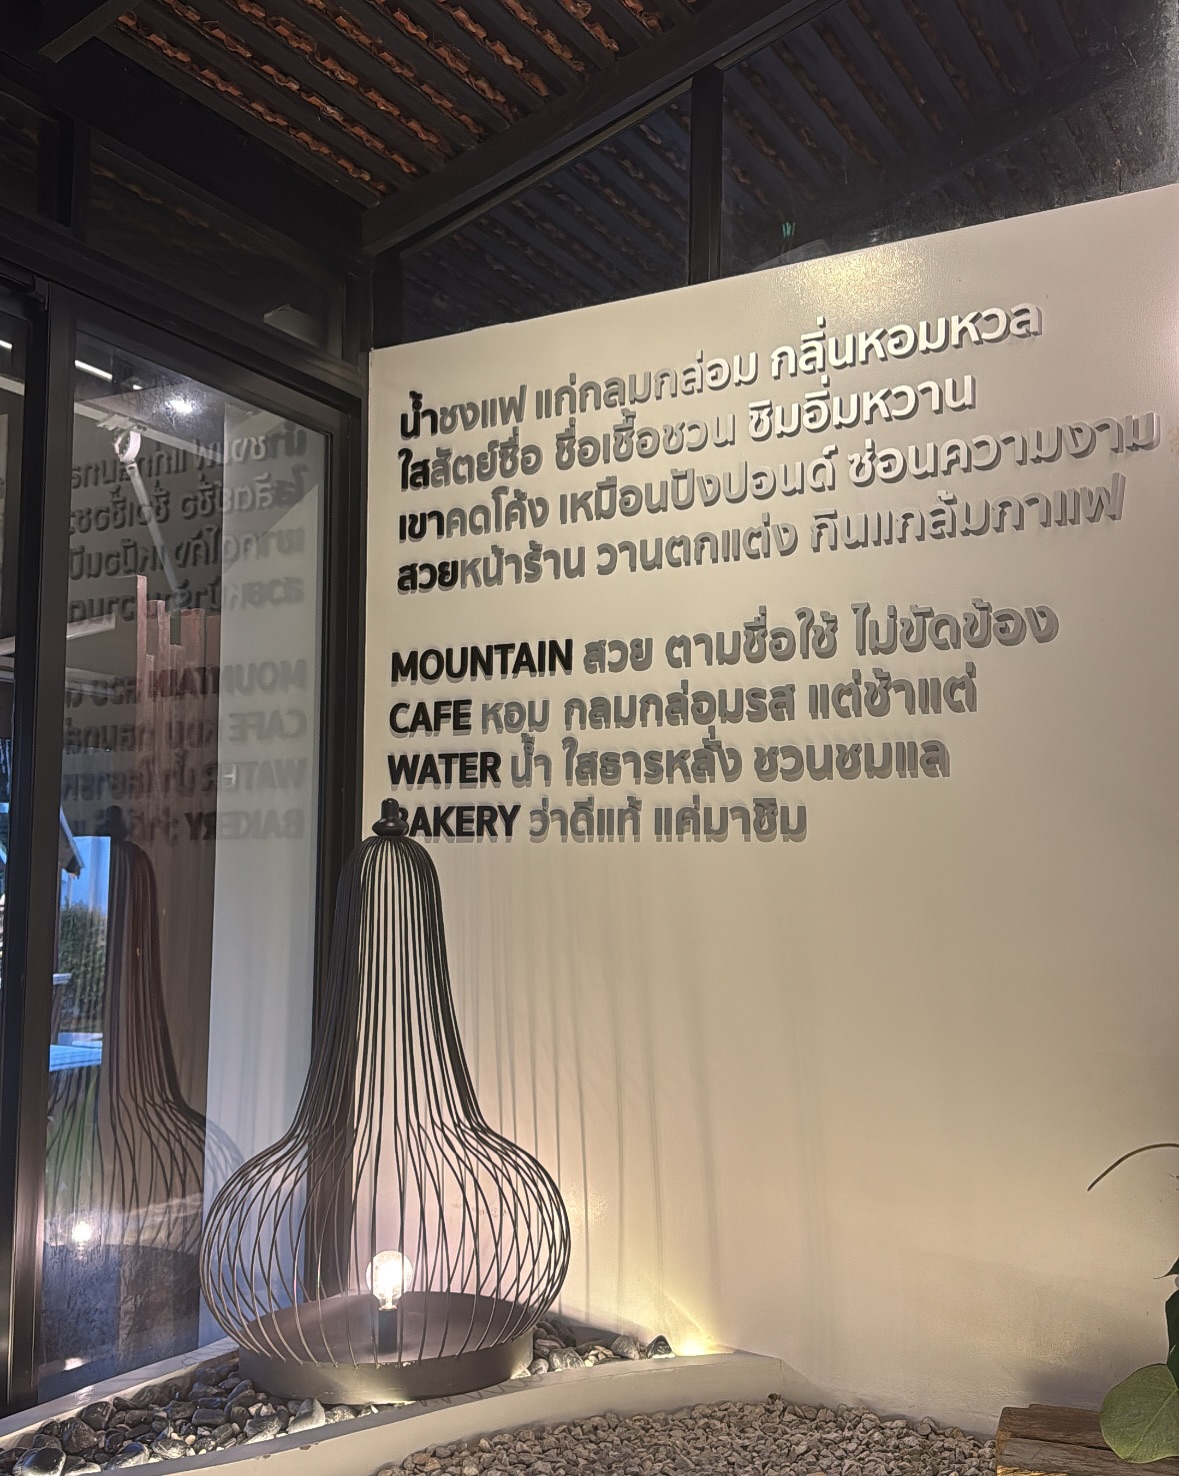 น้ำชงแฟ แก่กลมกล่อม กลิ่นหอมหวล
ใสสัตย์ซื่อ ชื่อเชื้อชวน ชิมอิ่มหวาน
เขาคดโค้ง เหมือนปังปอนด์ ซ่อนความงาม
สวยหน้าร้าน วานตกแต่ง กินแกล้มกาแฟ
MOUNTAIN สวย ตามชื่อใช้ ไม่ขัดข้อง
CAFE หอม กลมกล่อมรส แต่ช้าแต่
WATER น้ำ ใสธารหลั่ง ชวนชมแล
BAKERY ว่าดีแท้ แค่มาชิม